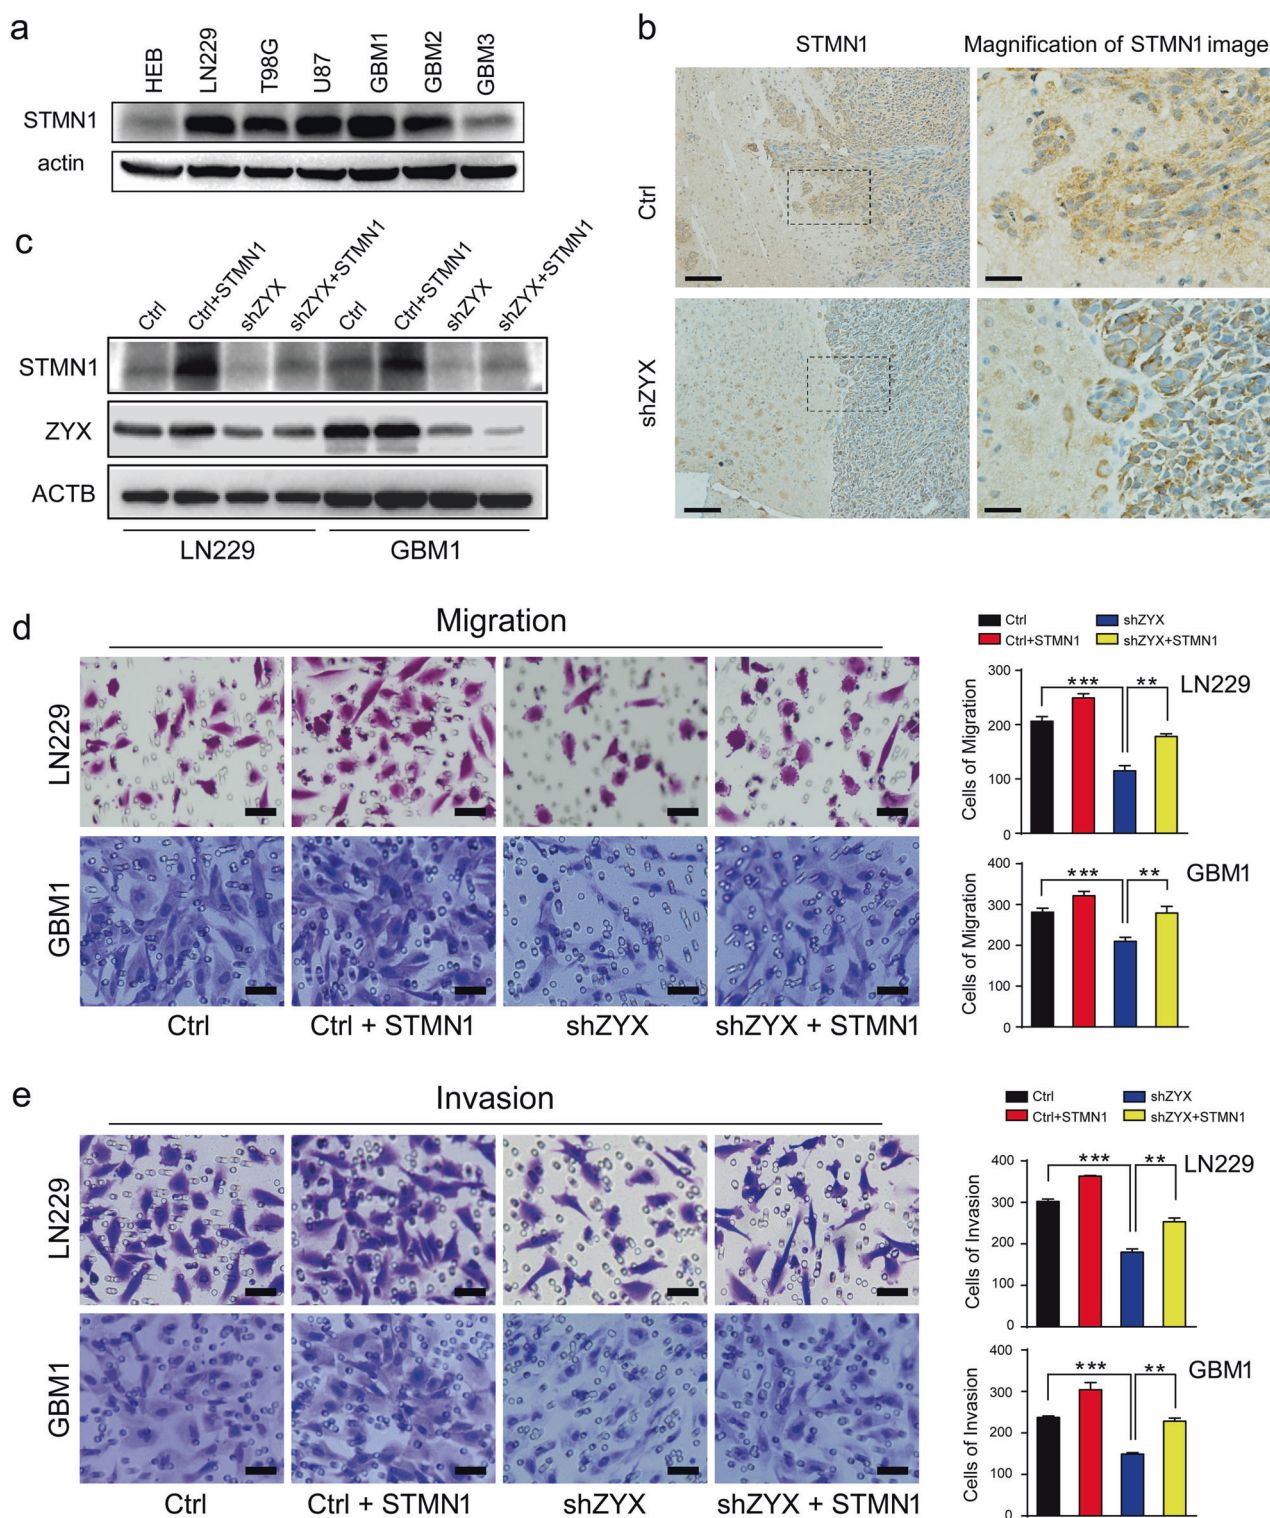 a
HEB
LN229
T98G
U87
GBM1
GBM2
GBM3
STMN1
actin
b
STMN1
Magnification of STMN1 image
Ctrl
shZYX
c
Ctrl
Ctrl+STMN1
shZYX
shZYX+STMN1
Ctrl
Ctrl+STMN1
shZYX
shZYX+STMN1
STMN1
ZYX
ACTB
LN229
GBM1
d
Migration
LN229
GBM1
Ctrl
Ctrl + STMN1
shZYX
shZYX + STMN1
Ctrl
shZYX
Ctrl+STMN1
shZYX+STMN1
LN229
Cells of Migration
300
200
100
0
*** **
GBM1
Cells of Migration
400
300
200
100
0
*** **
e
Invasion
LN229
GBM1
Ctrl
Ctrl + STMN1
shZYX
shZYX + STMN1
Ctrl
shZYX
Ctrl+STMN1
shZYX+STMN1
LN229
Cells of Invasion
400
300
200
100
0
*** **
GBM1
Cells of Invasion
400
300
200
100
0
*** **